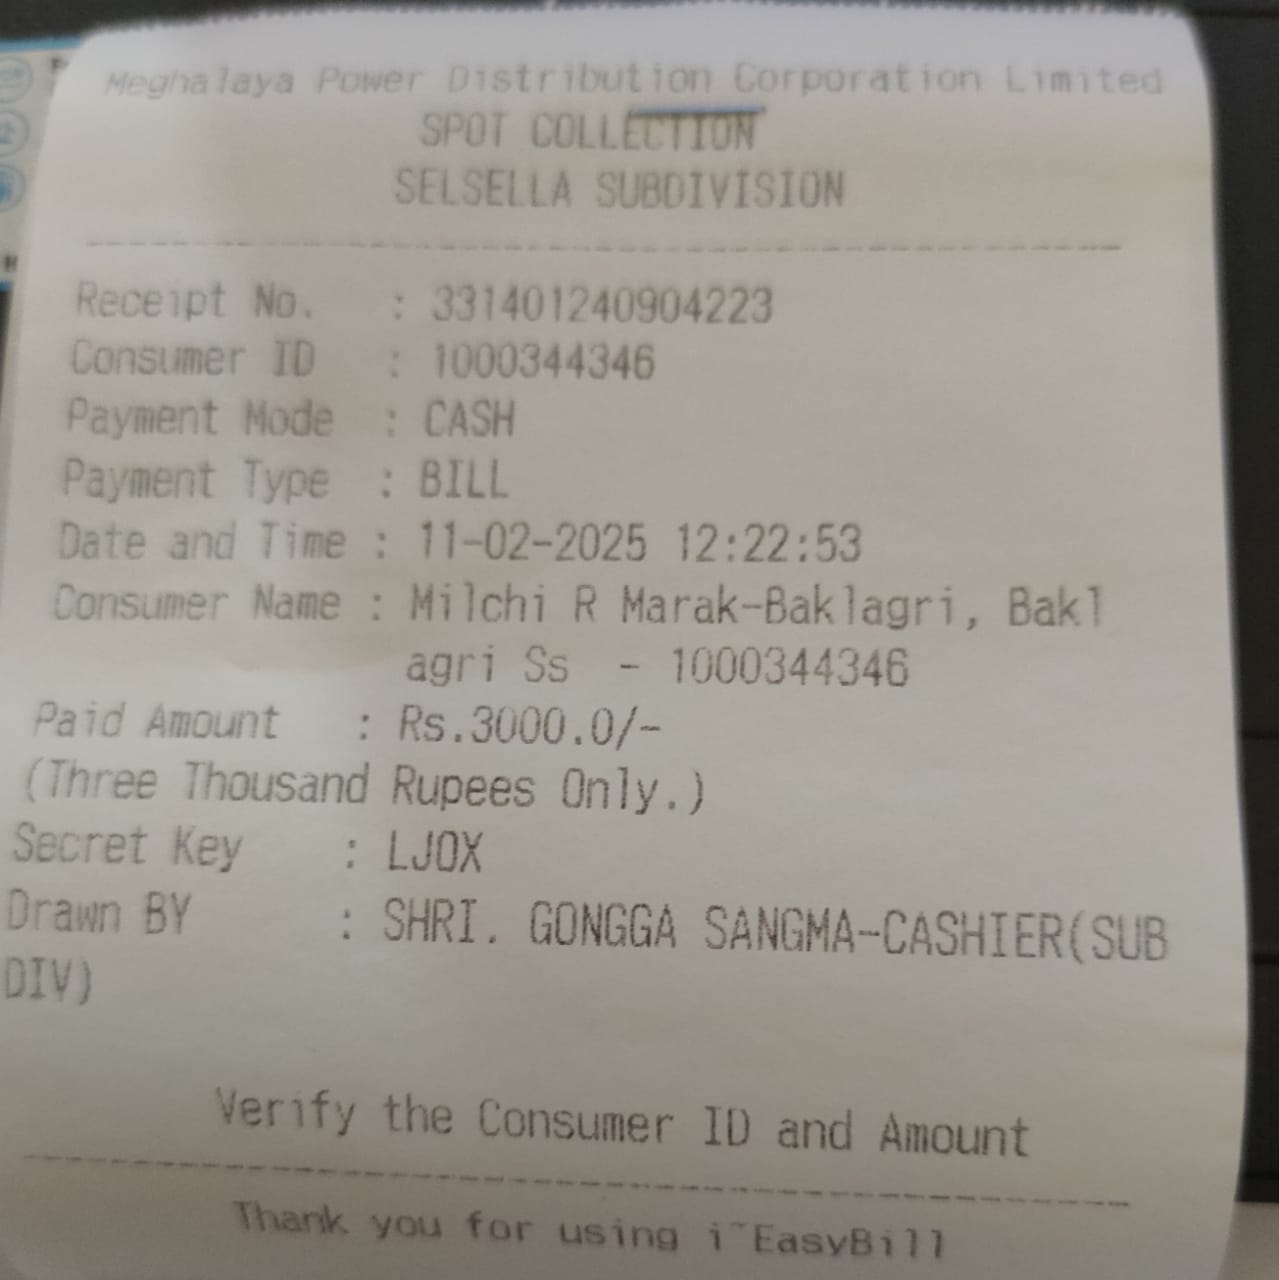 Meghalaya Power Distribution Corporation Limited
SPOT COLLECTION
SELSELLA SUBDIVISION
Receipt No. : 331401240904223
Consumer ID : 1000344346
Payment Mode : CASH
Payment Type : BILL
Date and Time : 11-02-2025 12:22:53
Consumer Name : Milchi R Marak-Baklagri, Bakl
agri Ss - 1000344346
Paid Amount : Rs.3000.0/-
(Three Thousand Rupees Only.)
Secret Key : LJOX
Drawn BY : SHRI. GONGGA SANGMA-CASHIER(SUB
DIV)
Verify the Consumer ID and Amount
Thank you for using i~EasyBill